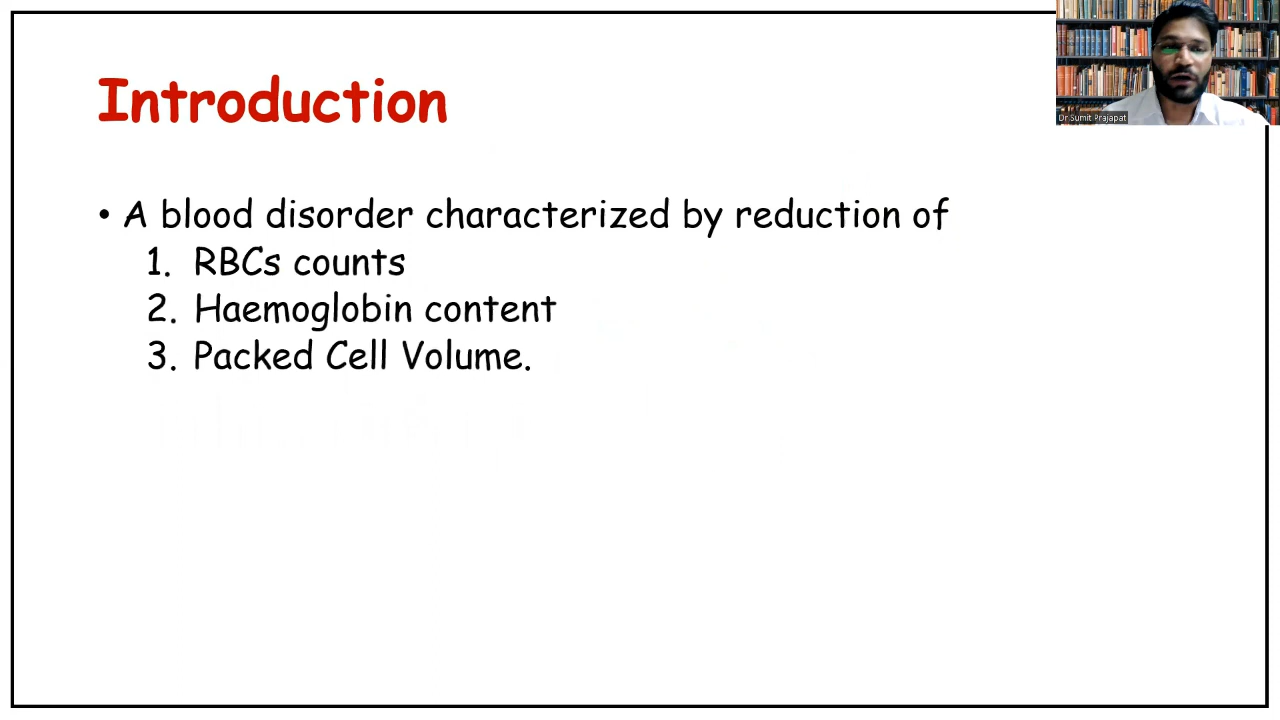 Introduction
Dr Sumit Prajapat
• A blood disorder characterized by reduction of
1. RBCs counts
2. Haemoglobin content
3. Packed Cell Volume.